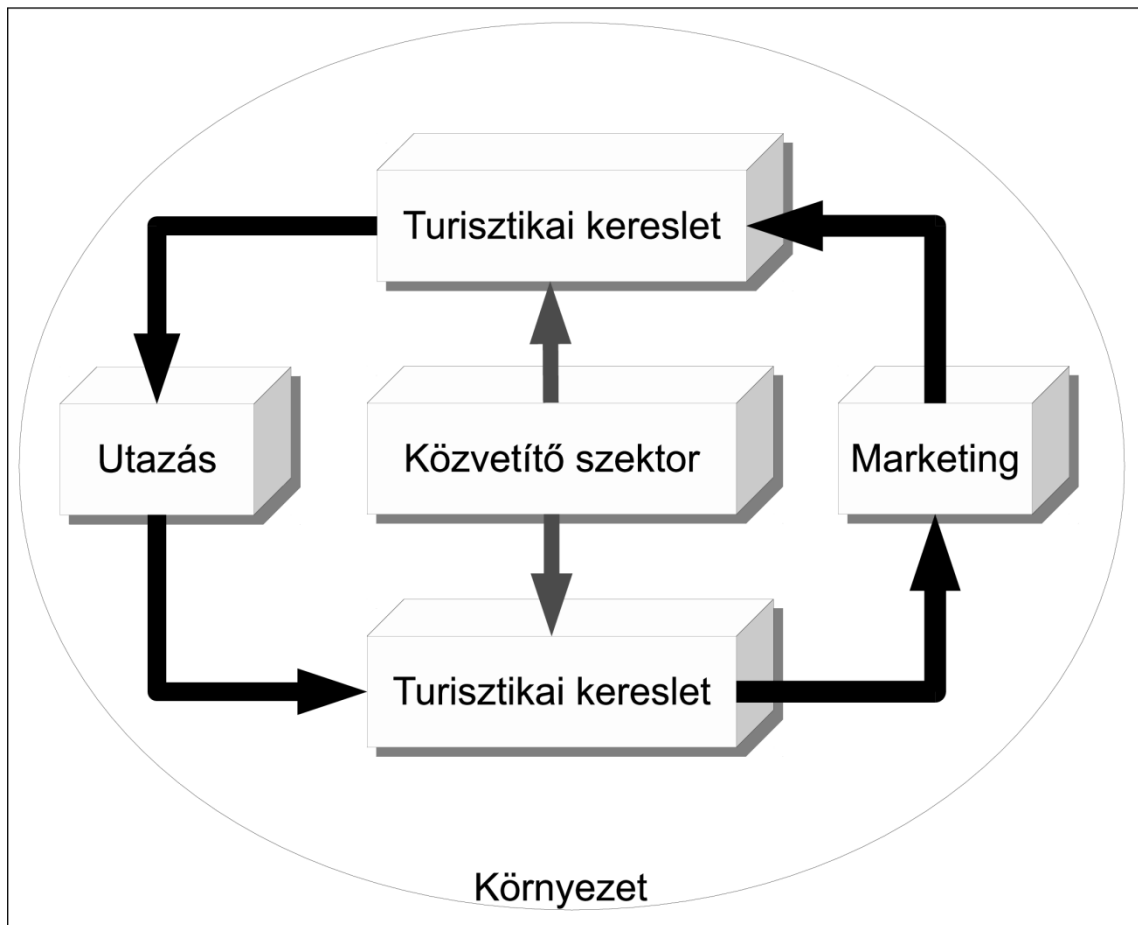 Turisztikai kereslet
Utazás
Közvetítő szektor
Marketing
Turisztikai kereslet
Környezet